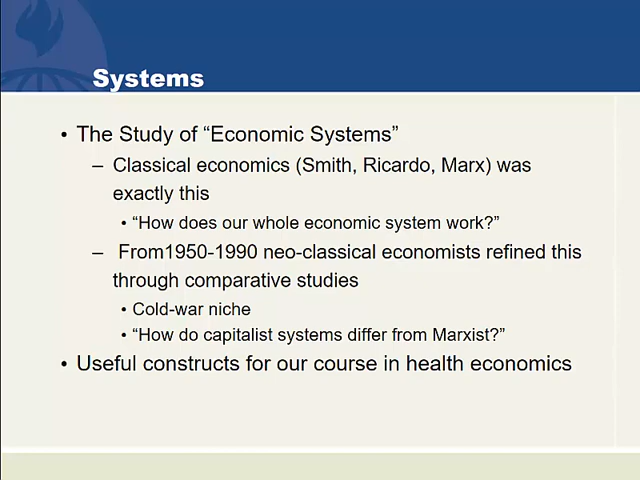 Systems
• The Study of “Economic Systems”
– Classical economics (Smith, Ricardo, Marx) was
exactly this
• “How does our whole economic system work?”
– From1950-1990 neo-classical economists refined this
through comparative studies
• Cold-war niche
• “How do capitalist systems differ from Marxist?”
• Useful constructs for our course in health economics